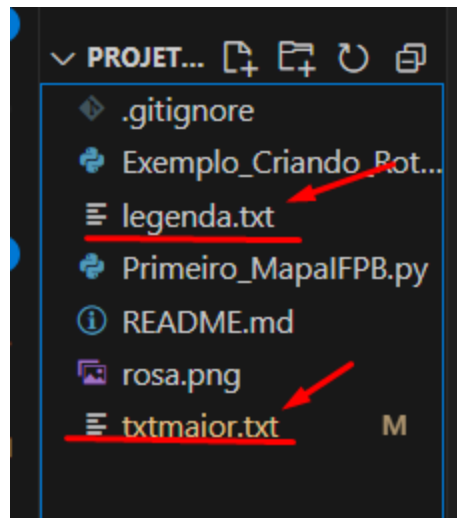 PROJET...
.gitignore
Exemplo_Criando_Rot...
legenda.txt
Primeiro_MapaIFPB.py
README.md
rosa.png
txtmaior.txt M